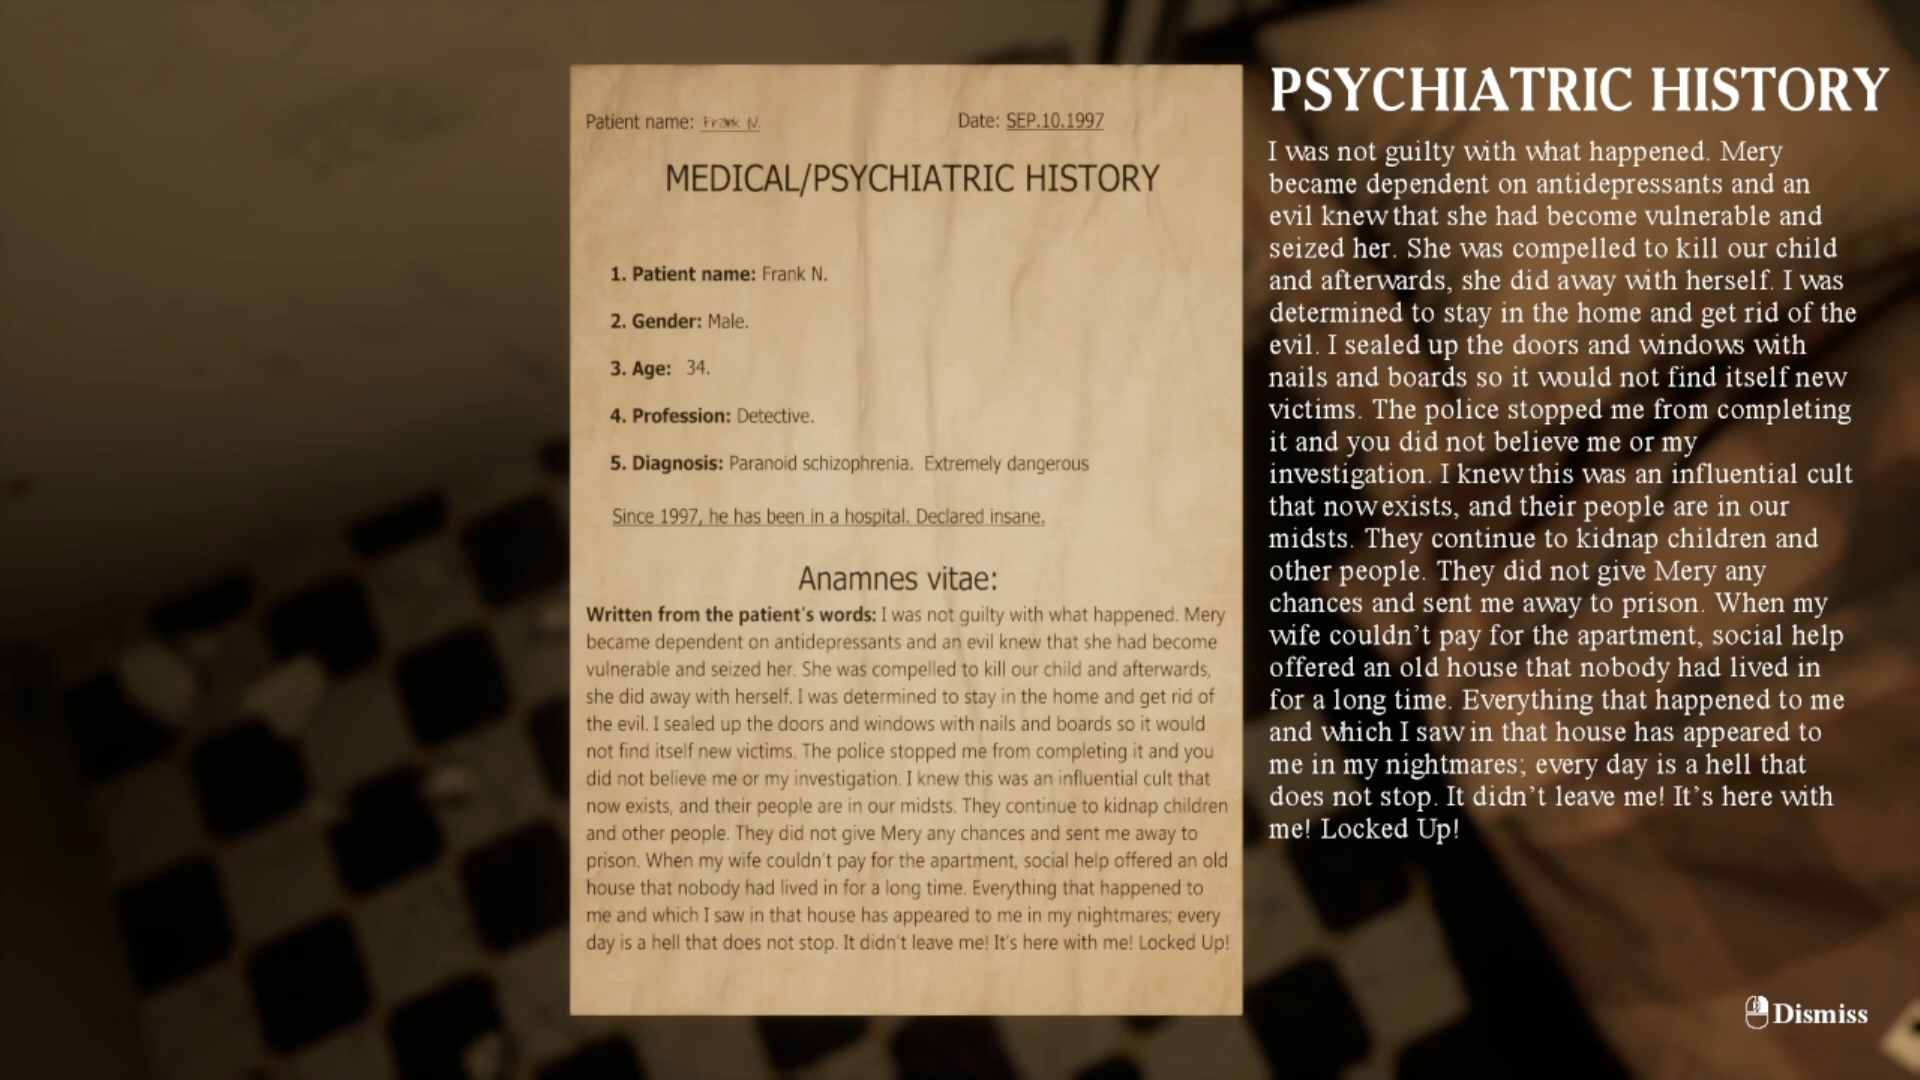 Patient name: Frank N.
Date: SEP.10.1997
MEDICAL/PSYCHIATRIC HISTORY
1. Patient name: Frank N.
2. Gender: Male.
3. Age: 34.
4. Profession: Detective.
5. Diagnosis: Paranoid schizophrenia. Extremely dangerous
Since 1997, he has been in a hospital. Declared insane.
Anamnes vitae:
Written from the patient's words: I was not guilty with what happened. Mery
became dependent on antidepressants and an evil knew that she had become
vulnerable and seized her. She was compelled to kill our child and afterwards,
she did away with herself. I was determined to stay in the home and get rid of
the evil. I sealed up the doors and windows with nails and boards so it would
not find itself new victims. The police stopped me from completing it and you
did not believe me or my investigation. I knew this was an influential cult that
now exists, and their people are in our midsts. They continue to kidnap children
and other people. They did not give Mery any chances and sent me away to
prison. When my wife couldn't pay for the apartment, social help offered an old
house that nobody had lived in for a long time. Everything that happened to
me and which I saw in that house has appeared to me in my nightmares; every
day is a hell that does not stop. It didn't leave me! It's here with me! Locked Up!
PSYCHIATRIC HISTORY
I was not guilty with what happened. Mery
became dependent on antidepressants and an
evil knew that she had become vulnerable and
seized her. She was compelled to kill our child
and afterwards, she did away with herself. I was
determined to stay in the home and get rid of the
evil. I sealed up the doors and windows with
nails and boards so it would not find itself new
victims. The police stopped me from completing
it and you did not believe me or my
investigation. I knew this was an influential cult
that now exists, and their people are in our
midsts. They continue to kidnap children and
other people. They did not give Mery any
chances and sent me away to prison. When my
wife couldn't pay for the apartment, social help
offered an old house that nobody had lived in
for a long time. Everything that happened to me
and which I saw in that house has appeared to
me in my nightmares; every day is a hell that
does not stop. It didn't leave me! It's here with
me! Locked Up!
Dismiss